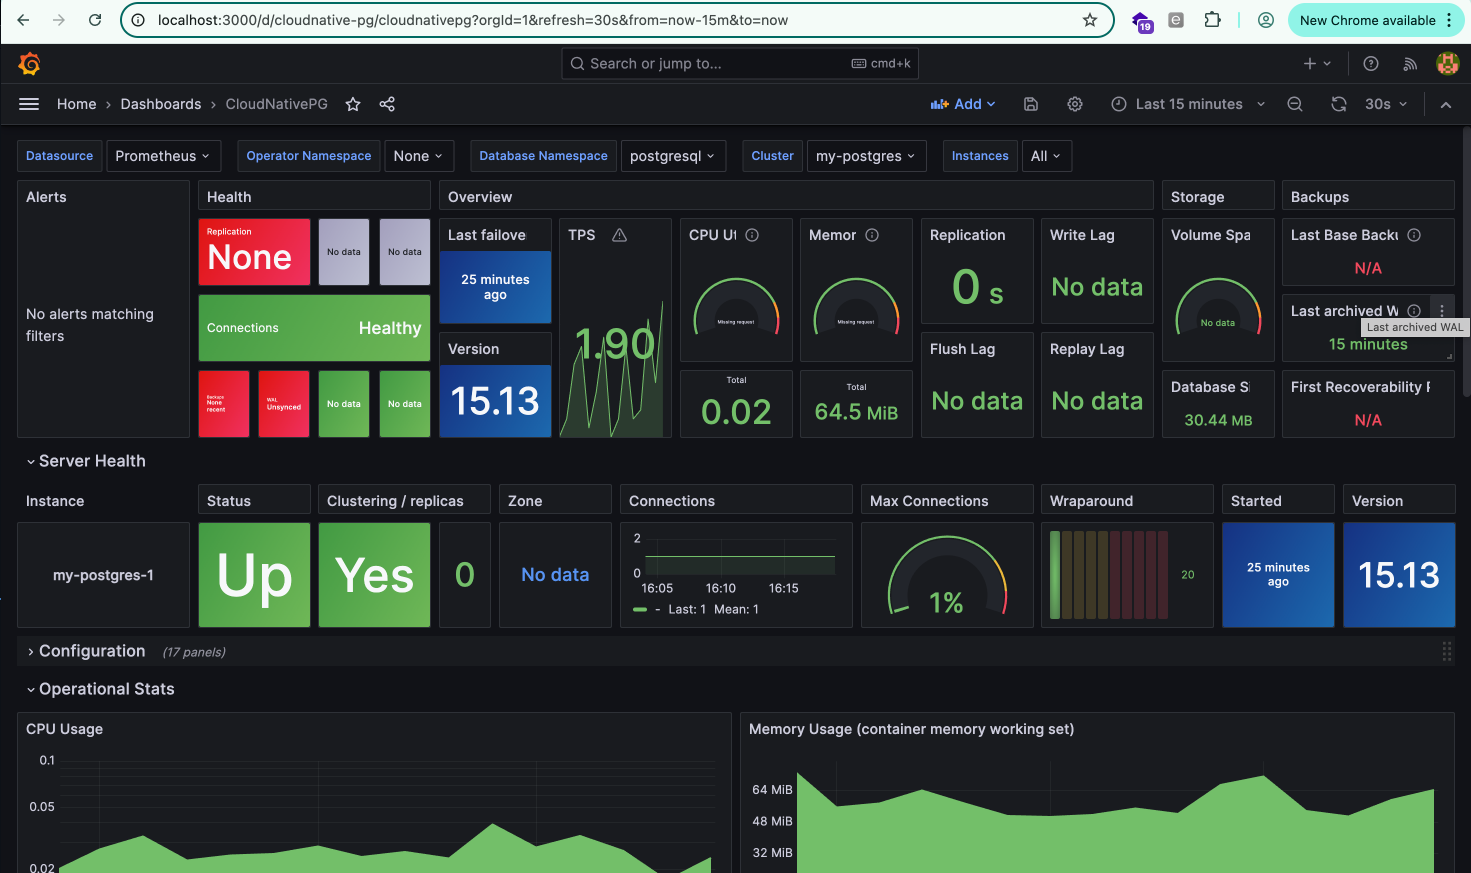 localhost:3000/d/cloudnative-pg/cloudnativepg?orgId=1&refresh=30s&from=now-15m&to=now
19
New Chrome available
Search or jump to...
cmd+k
Home › Dashboards › CloudNativePG
Add
Last 15 minutes
30s
Datasource
Prometheus
Operator Namespace
None
Database Namespace
postgresql
Cluster
my-postgres
Instances
All
Alerts
No alerts matching
filters
Health
Replication
None
No data
No data
Connections
Healthy
Backups
None
recent
WAL
Unsynced
No data
No data
Overview
Last failove
25 minutes
ago
Version
15.13
TPS
1.90
CPU Ut
Missing request
Total
0.02
Memor
Missing request
Total
64.5 MiB
Replication
0 s
Write Lag
No data
Flush Lag
No data
Replay Lag
No data
Storage
Volume Spa
No data
Database Si
30.44 MB
Backups
Last Base Backu
N/A
Last archived W
Last archived WAL
15 minutes
First Recoverability P
N/A
Server Health
Instance
my-postgres-1
Status
Up
Clustering / replicas
Yes
0
Zone
No data
Connections
2
0
16:05
16:10
16:15
- Last: 1 Mean: 1
Max Connections
1%
Wraparound
20
Started
25 minutes
ago
Version
15.13
Configuration (17 panels)
Operational Stats
CPU Usage
0.1
0.05
0.02
Memory Usage (container memory working set)
64 MiB
48 MiB
32 MiB